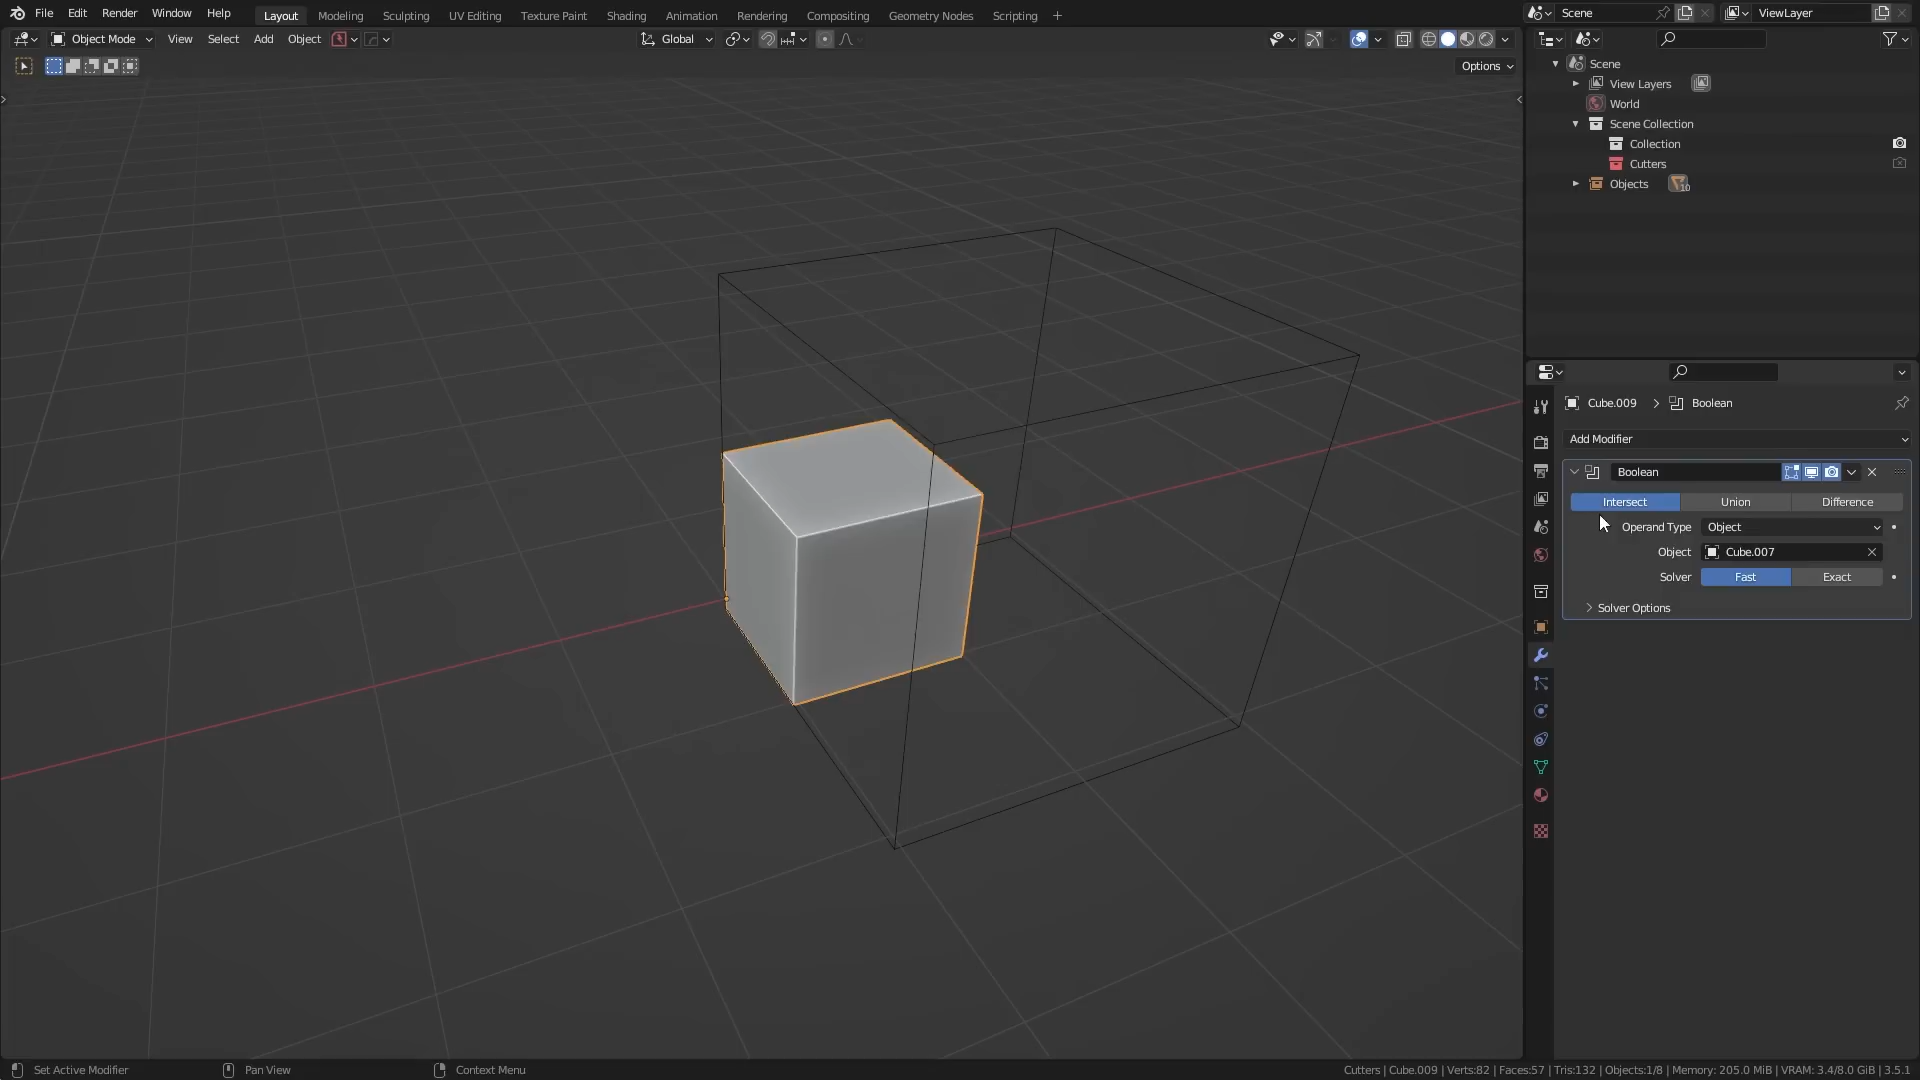 File Edit Render Window Help Layout Modeling Sculpting UV Editing Texture Paint Shading Animation Rendering Compositing Geometry Nodes Scripting + Scene ViewLayer
Object Mode View Select Add Object Global
Options
Scene
View Layers
World
Scene Collection
Collection
Cutters
Objects 10
Cube.009 > Boolean
Add Modifier
Boolean
Intersect Union Difference
Operand Type Object
Object Cube.007
Solver Fast Exact
Solver Options
Set Active Modifier Pan View Context Menu Cutters | Cube.009 | Verts:82 | Faces:57 | Tris:132 | Objects:1/8 | Memory: 205.0 MiB | VRAM: 3.4/8.0 GiB | 3.5.1